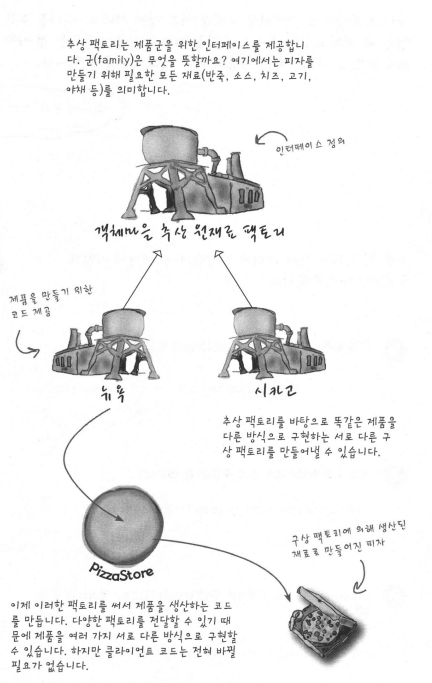 추상 팩토리는 제품군을 위한 인터페이스를 제공합니
다. 군(family)은 무엇을 뜻할까요? 여기에서는 피자를
만들기 위해 필요한 모든 재료(반죽, 소스, 치즈, 고기,
야채 등)를 의미합니다.
인터페이스 정의
객체마을 추상 원재료 팩토리
제품을 만들기 위한
코드 제공
뉴욕
시카고
추상 팩토리를 바탕으로 똑같은 제품을
다른 방식으로 구현하는 서로 다른 구
상 팩토리를 만들어낼 수 있습니다.
PizzaStore
구상 팩토리에 의해 생산된
재료로 만들어진 피자
이제 이러한 팩토리를 써서 제품을 생산하는 코드
를 만듭니다. 다양한 팩토리를 전달할 수 있기 때
문에 제품을 여러 가지 서로 다른 방식으로 구현할
수 있습니다. 하지만 클라이언트 코드는 전혀 바뀔
필요가 없습니다.